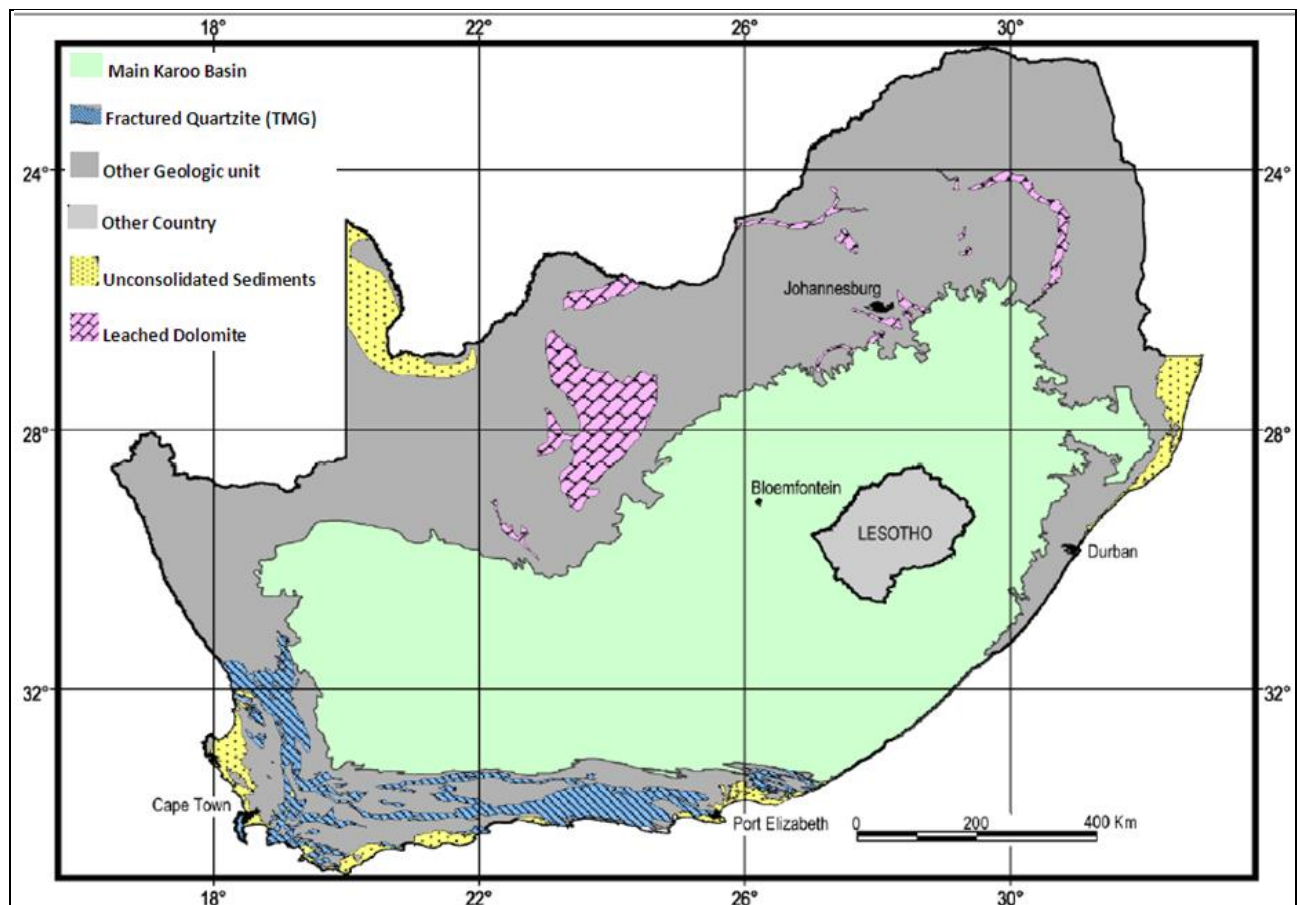 18°
22°
26°
30°
Main Karoo Basin
Fractured Quartzite (TMG)
Other Geologic unit
Other Country
Unconsolidated Sediments
Leached Dolomite
24°
24°
Johannesburg
28°
28°
Bloemfontein
LESOTHO
Durban
32°
32°
Cape Town
Port Elizabeth
0
200
400 Km
18°
22°
26°
30°